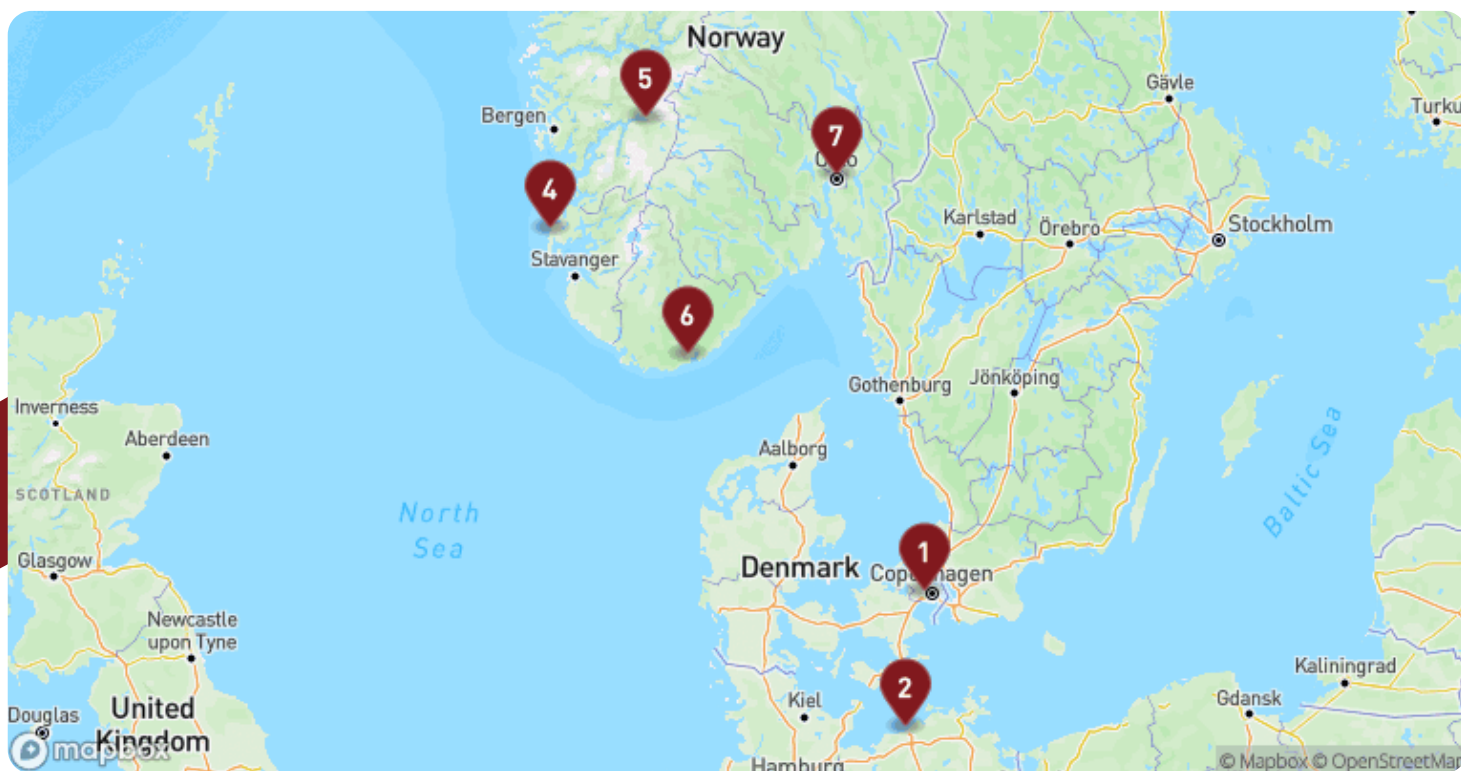 Norway
5
Bergen
Gävle
Turku
7
4
Karlstad
Örebro
Stockholm
Stavanger
6
Gothenburg
Jönköping
Inverness
Aberdeen
Aalborg
SCOTLAND
North
Sea
Baltic Sea
1
Glasgow
Denmark
Newcastle
upon Tyne
2
Kaliningrad
Kiel
Gdansk
Douglas
United
Kingdom
mapbox
Hamburg
© Mapbox © OpenStreetMap